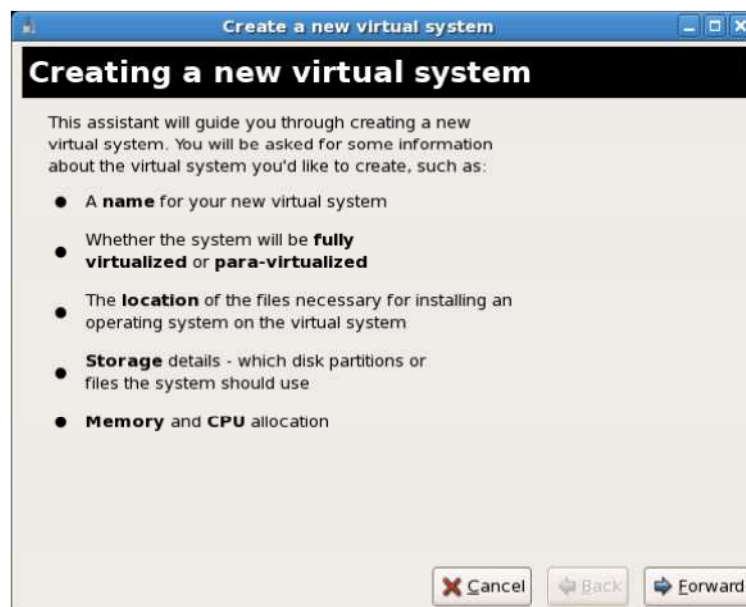 Create a new virtual system
Creating a new virtual system
This assistant will guide you through creating a new
virtual system. You will be asked for some information
about the virtual system you'd like to create, such as:
● A name for your new virtual system
● Whether the system will be fully
virtualized or para-virtualized
● The location of the files necessary for installing an
operating system on the virtual system
● Storage details - which disk partitions or
files the system should use
● Memory and CPU allocation
Cancel Back Forward